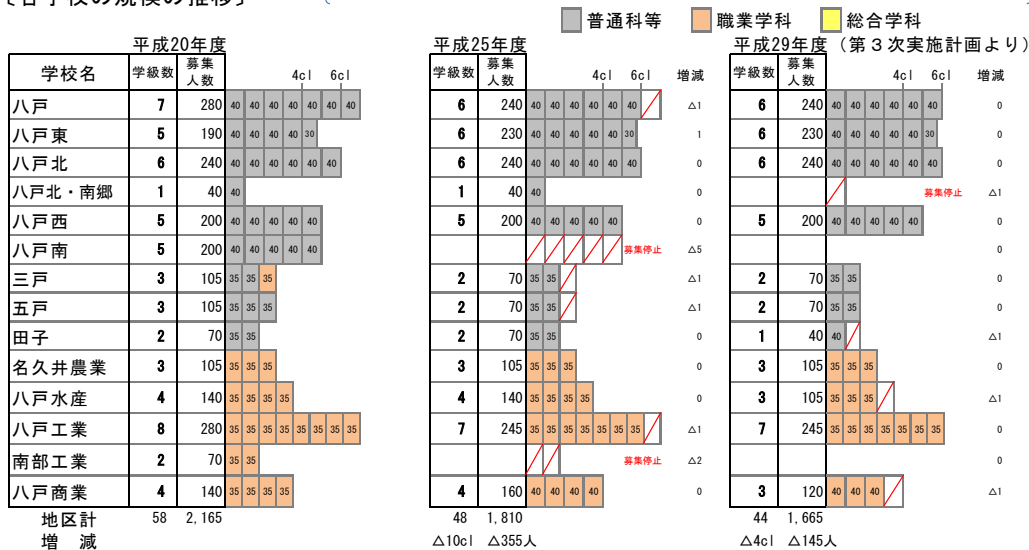 [各学校の規模の推移]
普通科等 職業学科 総合学科
平成20年度 平成25年度 平成29年度 (第3次実施計画より)
学校名 学級数 募集人数 4cl 6cl 学級数 募集人数 4cl 6cl 増減 学級数 募集人数 4cl 6cl 増減
八戸 7 280 40 40 40 40 40 40 40 6 240 40 40 40 40 40 40 △1 6 240 40 40 40 40 40 40 0
八戸東 5 190 40 40 40 40 30 6 230 40 40 40 40 40 30 1 6 230 40 40 40 40 40 30 0
八戸北 6 240 40 40 40 40 40 40 6 240 40 40 40 40 40 40 0 6 240 40 40 40 40 40 40 0
八戸北・南郷 1 40 40 1 40 40 0 募集停止 △1
八戸西 5 200 40 40 40 40 40 5 200 40 40 40 40 40 0 5 200 40 40 40 40 40 0
八戸南 5 200 40 40 40 40 40 募集停止 △5 0
三戸 3 105 35 35 35 2 70 35 35 △1 2 70 35 35 0
五戸 3 105 35 35 35 2 70 35 35 △1 2 70 35 35 0
田子 2 70 35 35 2 70 35 35 0 1 40 40 △1
名久井農業 3 105 35 35 35 3 105 35 35 35 0 3 105 35 35 35 0
八戸水産 4 140 35 35 35 35 4 140 35 35 35 35 0 3 105 35 35 35 △1
八戸工業 8 280 35 35 35 35 35 35 35 35 7 245 35 35 35 35 35 35 35 △1 7 245 35 35 35 35 35 35 35 0
南部工業 2 70 35 35 募集停止 △2 0
八戸商業 4 140 35 35 35 35 4 160 40 40 40 40 0 3 120 40 40 40 △1
地区計 58 2,165 48 1,810 44 1,665
増減 △10cl △355人 △4cl △145人